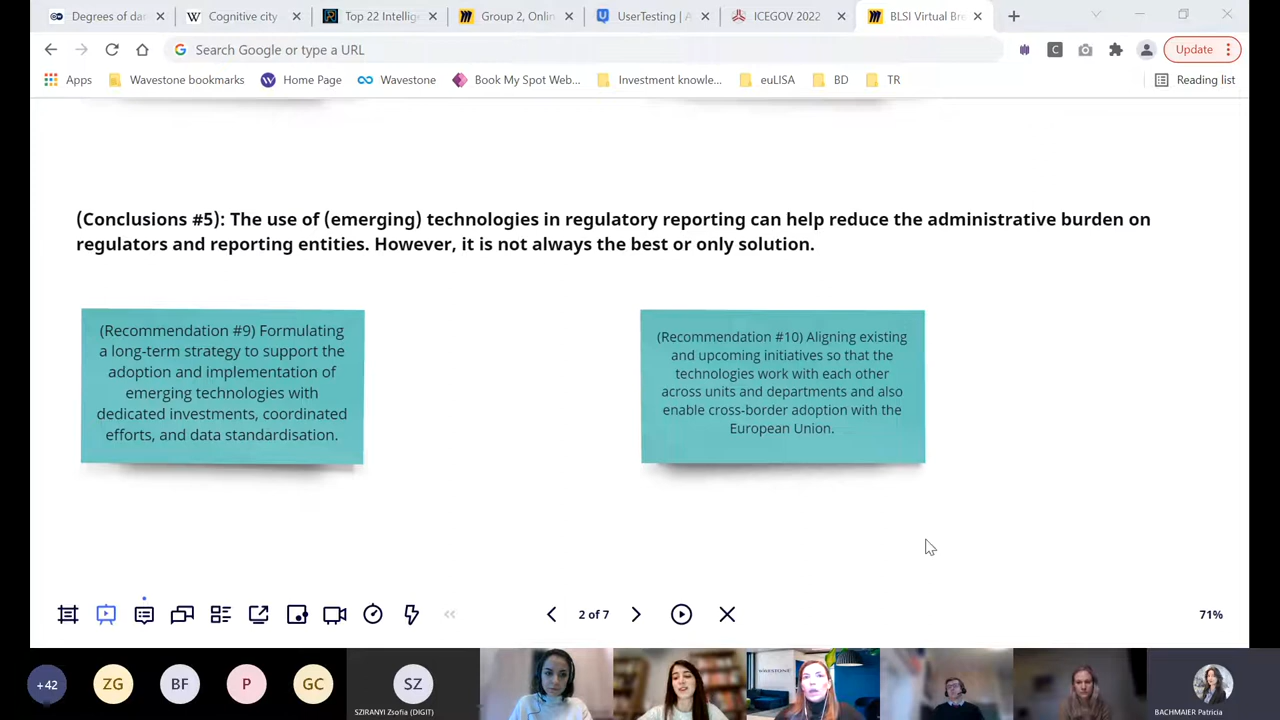 Degrees of da
Cognitive city
Top 22 Intellig
Group 2, Onlin
UserTesting | A
ICEGOV 2022
BLSI Virtual Br
Search Google or type a URL
Update
Apps
Wavestone bookmarks
Home Page
Wavestone
Book My Spot Web...
Investment knowle...
euLISA
BD
TR
Reading list
(Conclusions #5): The use of (emerging) technologies in regulatory reporting can help reduce the administrative burden on
regulators and reporting entities. However, it is not always the best or only solution.
(Recommendation #9) Formulating
a long-term strategy to support the
adoption and implementation of
emerging technologies with
dedicated investments, coordinated
efforts, and data standardisation.
(Recommendation #10) Aligning existing
and upcoming initiatives so that the
technologies work with each other
across units and departments and also
enable cross-border adoption with the
European Union.
2 of 7
71%
+42
ZG
BF
P
GC
SZ
SZIRANYI Zsofia (DIGIT)
WAVESTONE
BACHMAIER Patricia